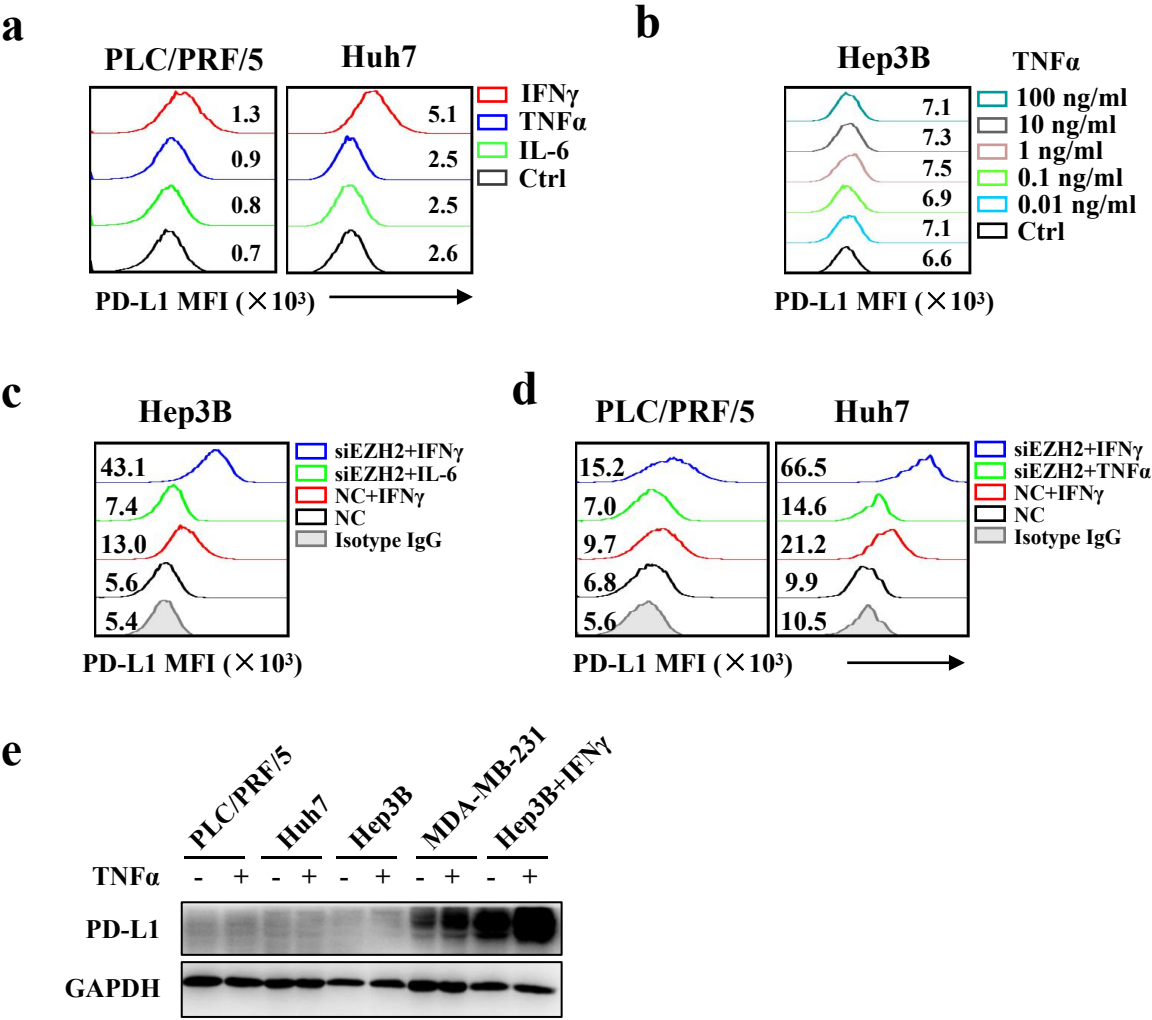 a
PLC/PRF/5
Huh7
1.3
0.9
0.8
0.7
5.1
2.5
2.5
2.6
IFNγ
TNFα
IL-6
Ctrl
PD-L1 MFI (×10³)
b
Hep3B
TNFα
7.1
7.3
7.5
6.9
7.1
6.6
100 ng/ml
10 ng/ml
1 ng/ml
0.1 ng/ml
0.01 ng/ml
Ctrl
PD-L1 MFI (×10³)
c
Hep3B
43.1
7.4
13.0
5.6
5.4
siEZH2+IFNγ
siEZH2+IL-6
NC+IFNγ
NC
Isotype IgG
PD-L1 MFI (×10³)
d
PLC/PRF/5
Huh7
15.2
7.0
9.7
6.8
5.6
66.5
14.6
21.2
9.9
10.5
siEZH2+IFNγ
siEZH2+TNFα
NC+IFNγ
NC
Isotype IgG
PD-L1 MFI (×10³)
e
PLC/PRF/5
Huh7
Hep3B
MDA-MB-231
Hep3B+IFNγ
TNFα - + - + - + - + - +
PD-L1
GAPDH